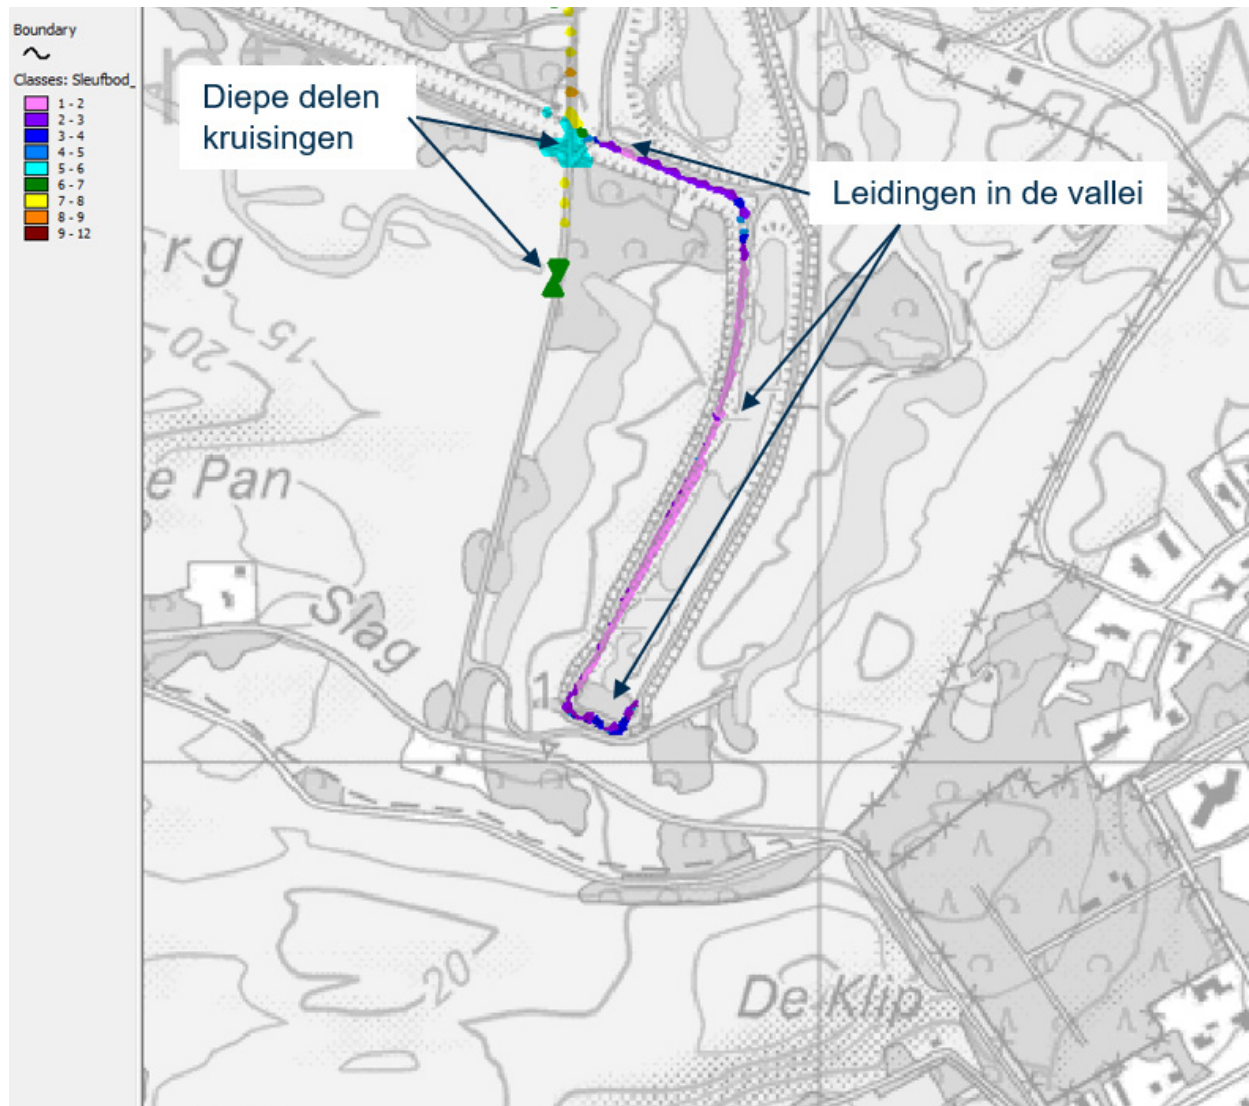 Boundary
Classes: Sleufbod_
1 - 2
2 - 3
3 - 4
4 - 5
5 - 6
6 - 7
7 - 8
8 - 9
9 - 12
Diepe delen
kruisingen
Leidingen in de vallei
W
rg
15
20
e Pan
Slag
1
20
De Klip